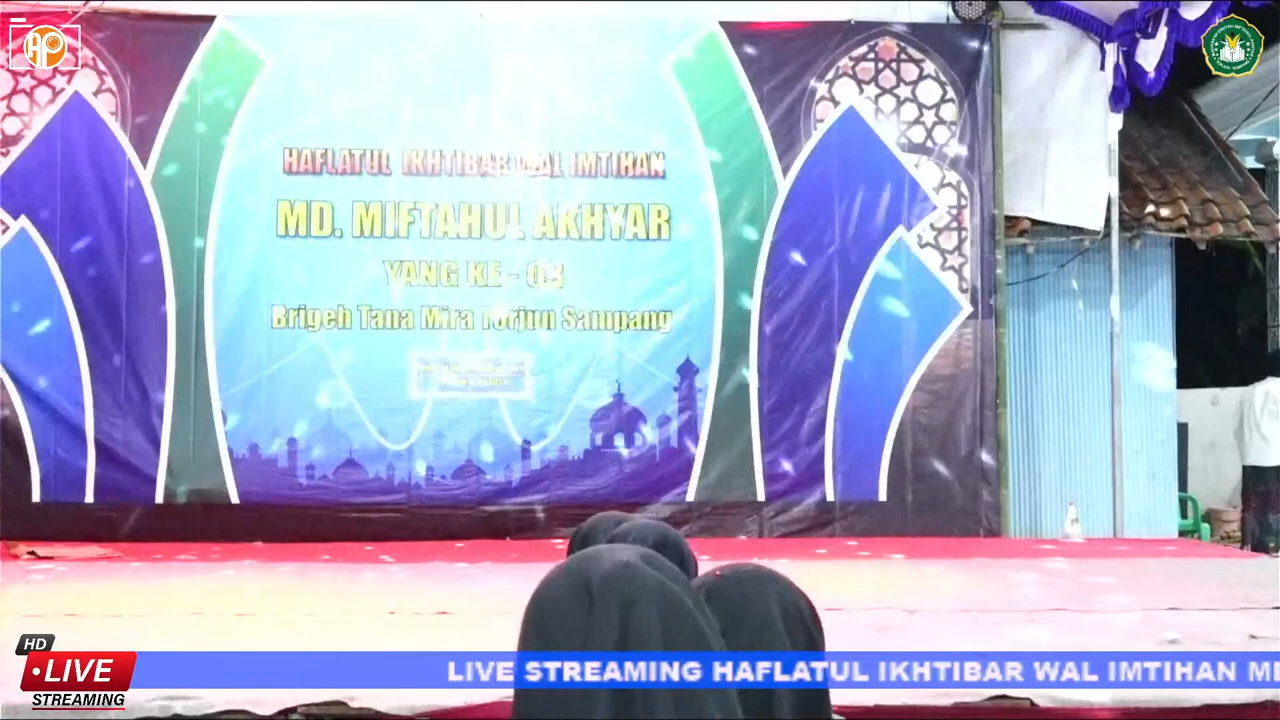 HAFLATUL IKHTIBAR WAL IMTIHAN
MD. MIFTAHUL AKHYAR
YANG KE - 03
Brigeh Tana Mira Torjun Sampang
HD
LIVE
STREAMING
LIVE STREAMING HAFLATUL IKHTIBAR WAL IMTIHAN